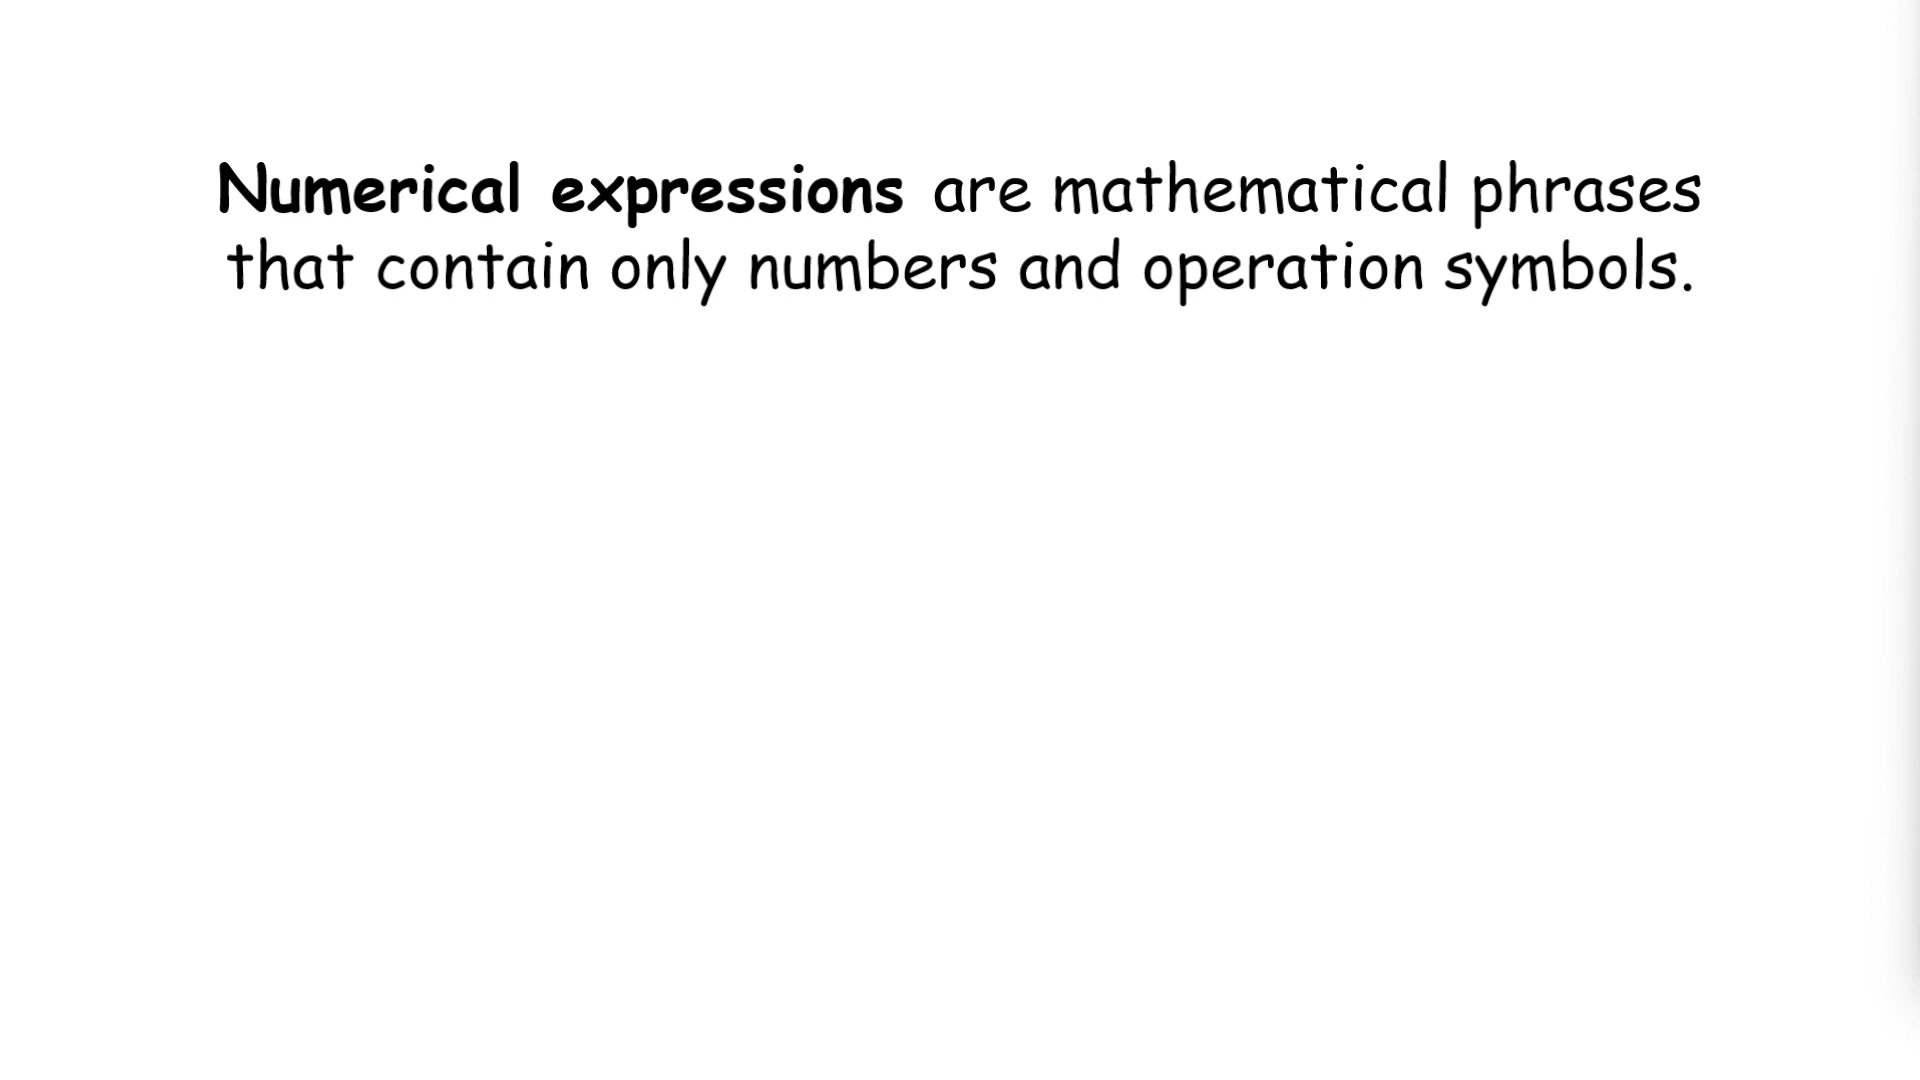 Numerical expressions are mathematical phrases
that contain only numbers and operation symbols.